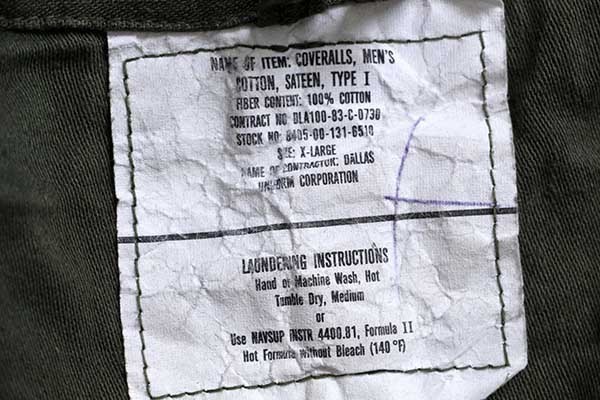 NAME OF ITEM: COVERALLS, MEN'S
COTTON, SATEEN, TYPE I
FIBER CONTENT: 100% COTTON
CONTRACT NO DLA100-83-C-0730
STOCK NO: 8405-00-131-6510
SIZE: X-LARGE
NAME OF CONTRACTOR: DALLAS
UNIFORM CORPORATION
LAUNDERING INSTRUCTIONS
Hand or Machine Wash, Hot
Tumble Dry, Medium
or
Use NAVSUP INSTR 4400.81, Formula II
Hot Formula without Bleach (140 °F)